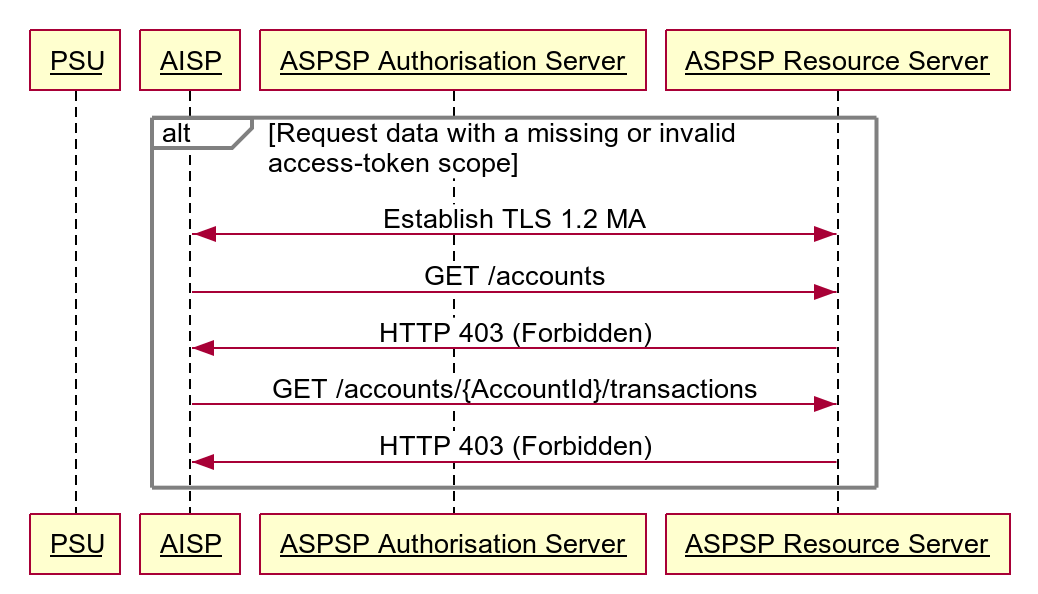 PSU
AISP
ASPSP Authorisation Server
ASPSP Resource Server
alt
[Request data with a missing or invalid
access-token scope]
Establish TLS 1.2 MA
GET /accounts
HTTP 403 (Forbidden)
GET /accounts/{AccountId}/transactions
HTTP 403 (Forbidden)
PSU
AISP
ASPSP Authorisation Server
ASPSP Resource Server